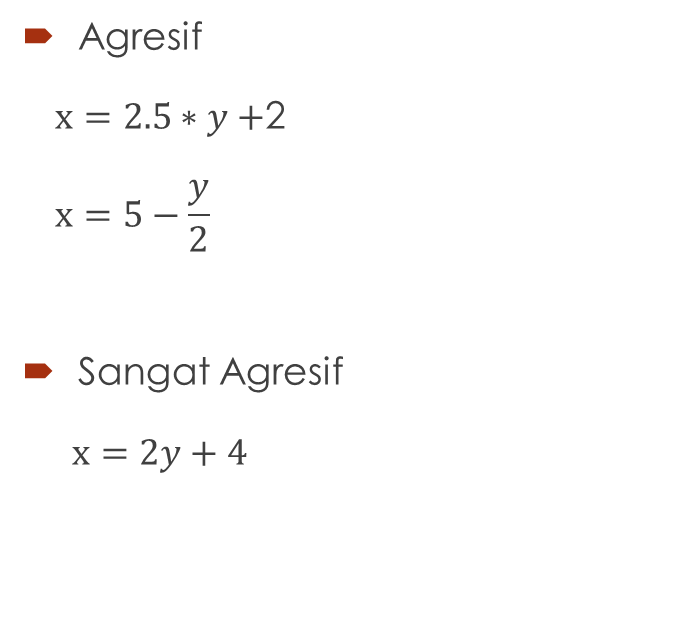 Agresif
x = 2.5 * y +2
x = 5 − y/2
Sangat Agresif
x = 2y + 4